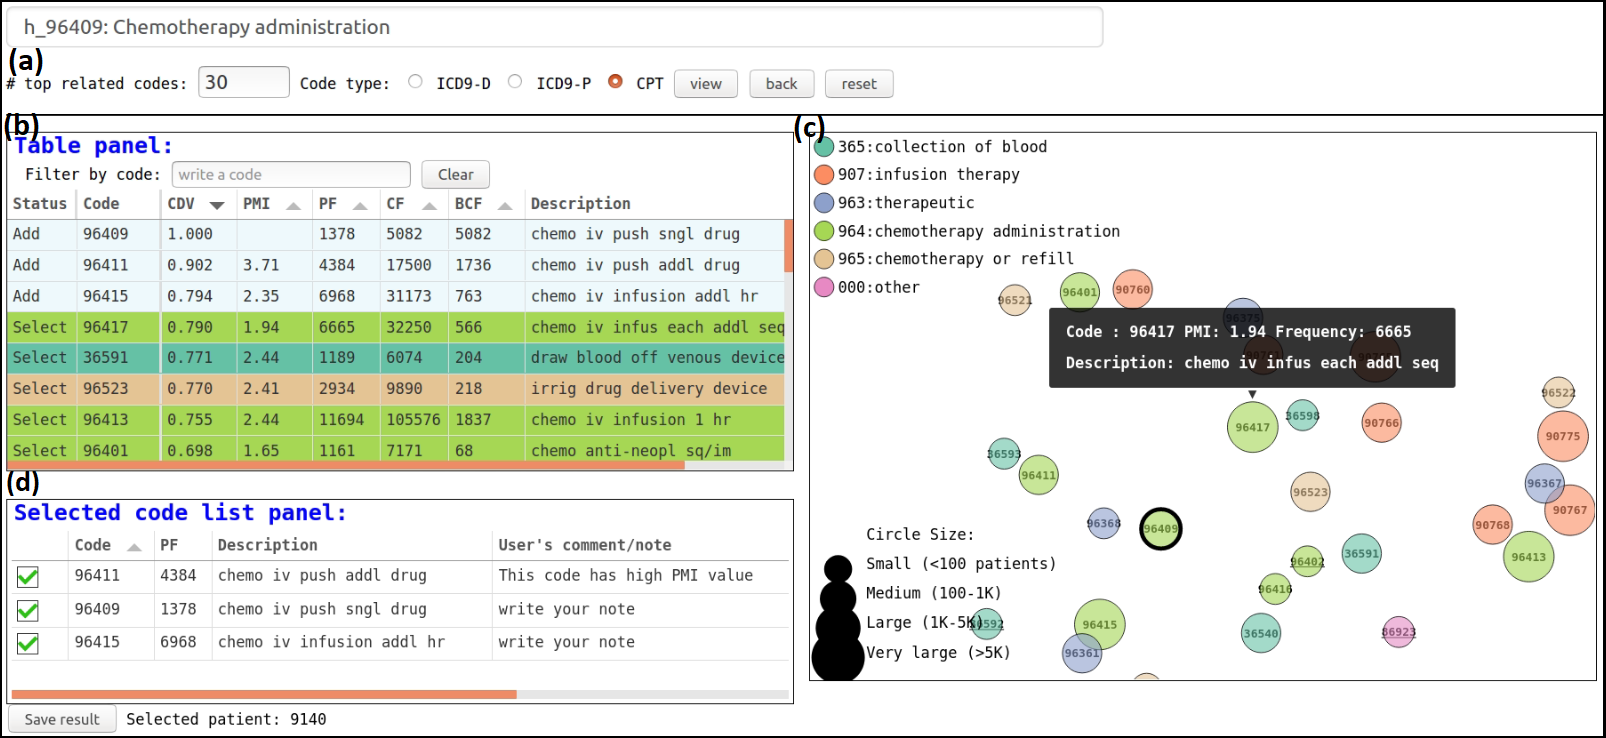 h_96409: Chemotherapy administration
(a)
# top related codes: 30 Code type: ICD9-D ICD9-P CPT view back reset
(b)
Table panel:
Filter by code: write a code Clear
Status Code CDV PMI PF CF BCF Description
Add 96409 1.000 1378 5082 5082 chemo iv push sngl drug
Add 96411 0.902 3.71 4384 17500 1736 chemo iv push addl drug
Add 96415 0.794 2.35 6968 31173 763 chemo iv infusion addl hr
Select 96417 0.790 1.94 6665 32250 566 chemo iv infus each addl seq
Select 36591 0.771 2.44 1189 6074 204 draw blood off venous device
Select 96523 0.770 2.41 2934 9890 218 irrig drug delivery device
Select 96413 0.755 2.44 11694 105576 1837 chemo iv infusion 1 hr
Select 96401 0.698 1.65 1161 7171 68 chemo anti-neopl sq/im
(c)
365:collection of blood
907:infusion therapy
963:therapeutic
964:chemotherapy administration
965:chemotherapy or refill
000:other
96521 96401 90760
96375
Code : 96417 PMI: 1.94 Frequency: 6665
Description: chemo iv infus each addl seq
96522
96417 36598 90766 90775
36593 96411
96523 96367 90767
96368 96409 90768
96402 36591 96413
96416
96415 36540 36923
96361
Circle Size:
Small (<100 patients)
Medium (100-1K)
Large (1K-5K)
Very large (>5K)
(d)
Selected code list panel:
Code PF Description User's comment/note
96411 4384 chemo iv push addl drug This code has high PMI value
96409 1378 chemo iv push sngl drug write your note
96415 6968 chemo iv infusion addl hr write your note
Save result Selected patient: 9140